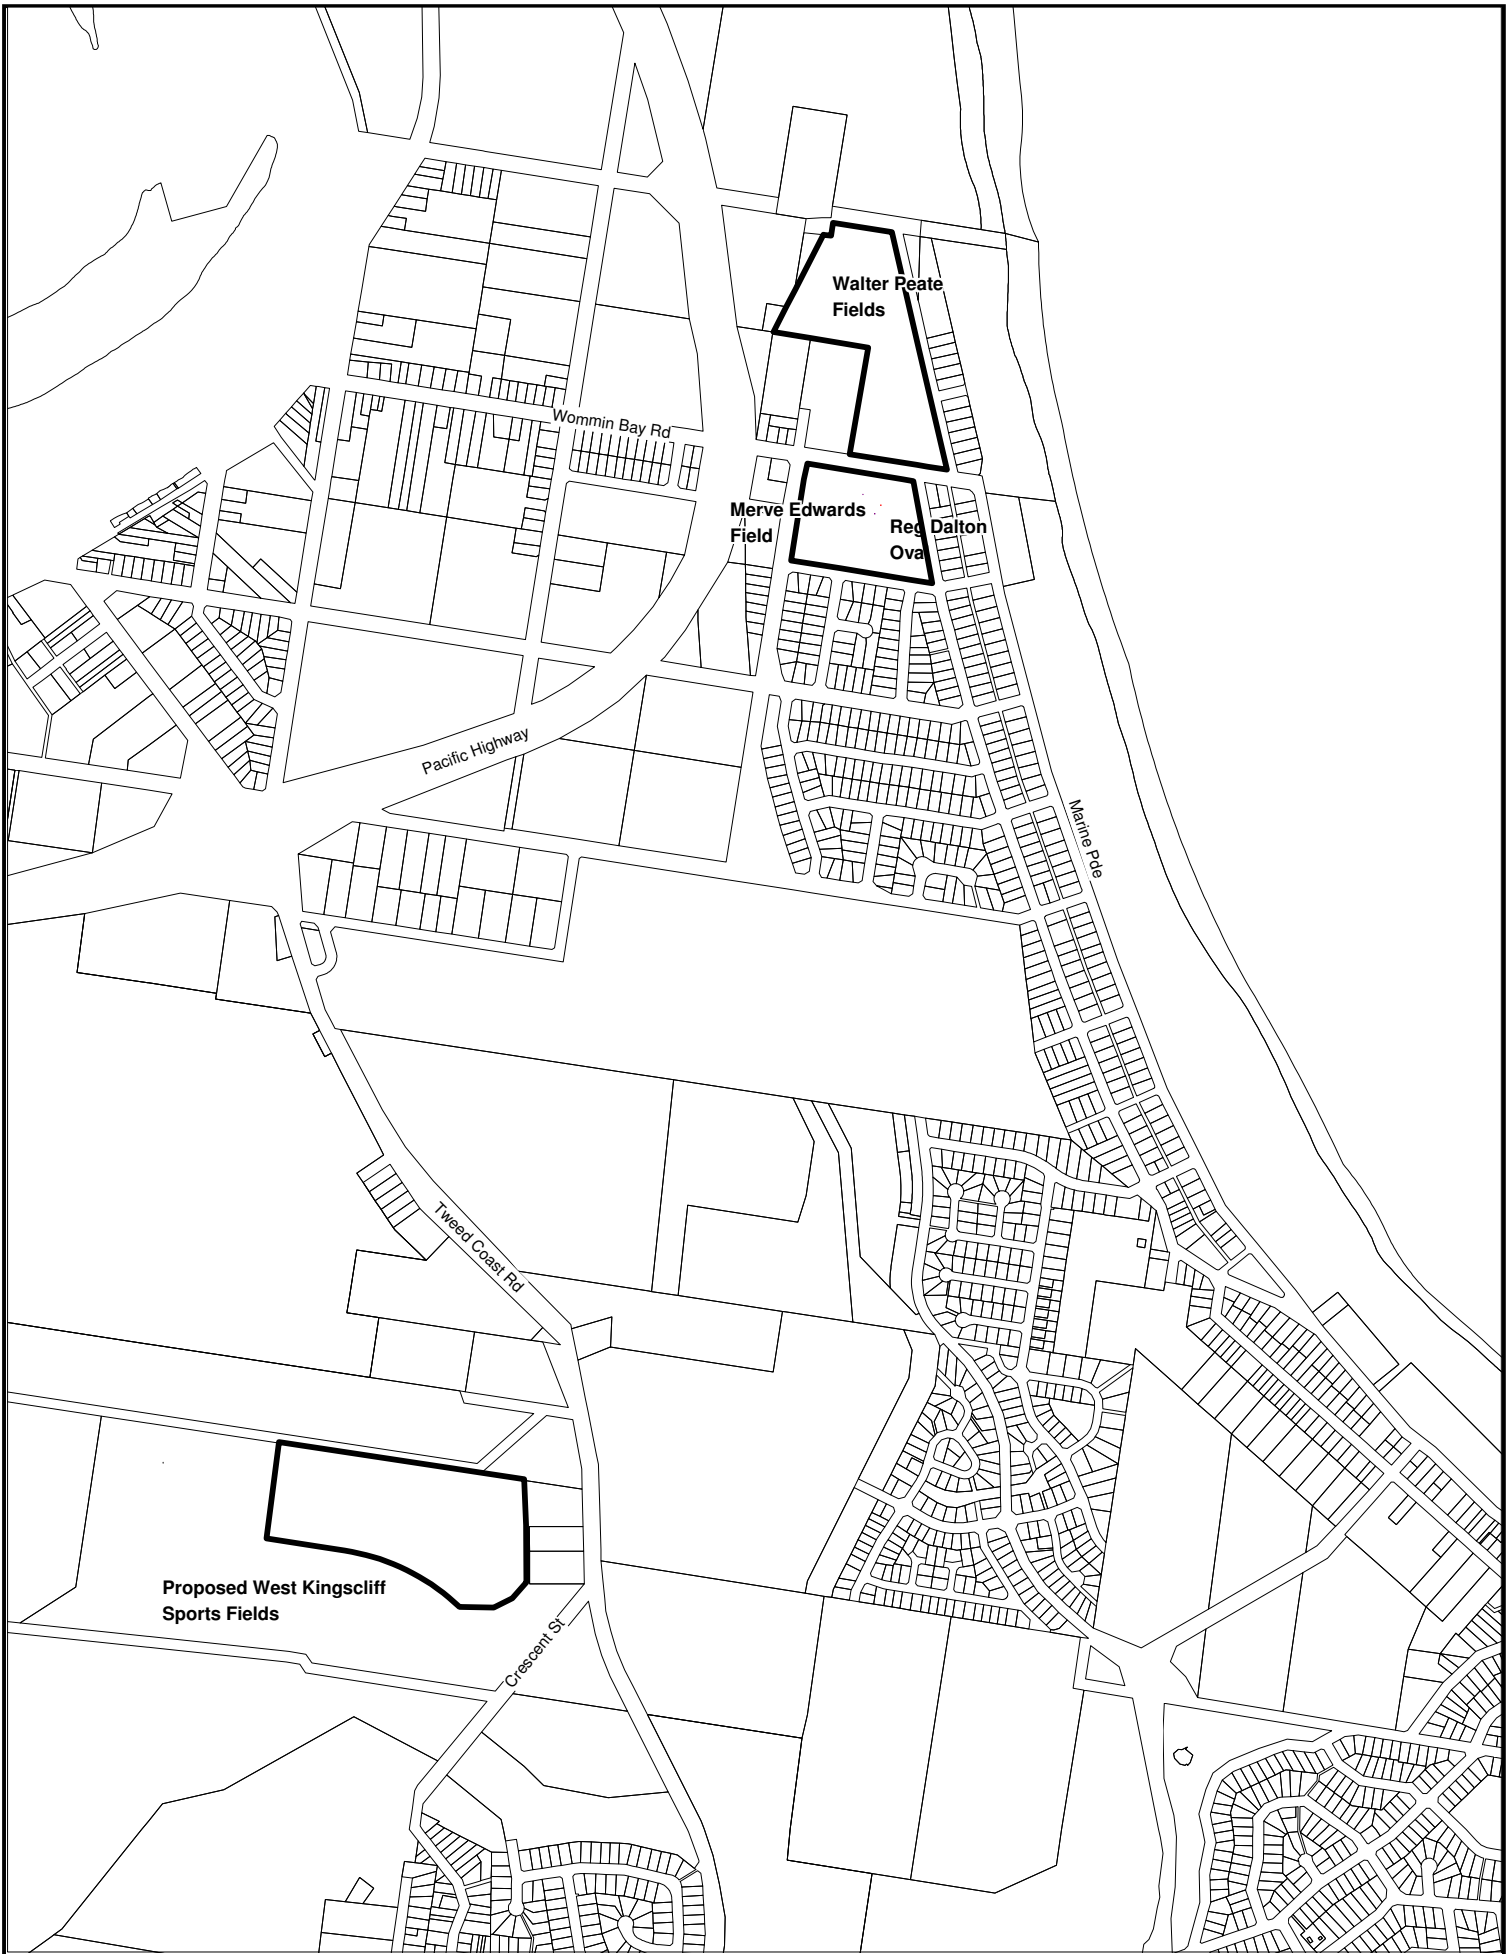 Walter Peate
Fields
Wommin Bay Rd
Merve Edwards
Field
Reg Dalton
Oval
Pacific Highway
Marine Pde
Tweed Coast Rd
Proposed West Kingscliff
Sports Fields
Crescent St